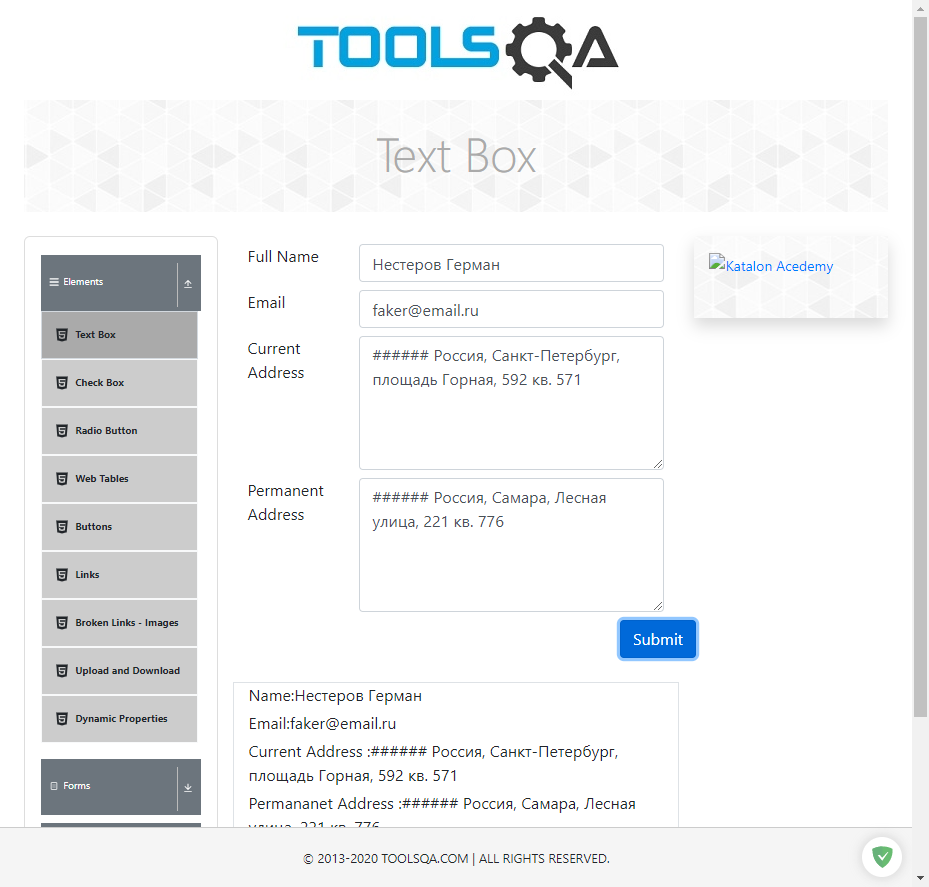 TOOLSQA
Text Box
Elements
Text Box
Check Box
Radio Button
Web Tables
Buttons
Links
Broken Links - Images
Upload and Download
Dynamic Properties
Forms
Full Name
Нестеров Герман
Email
faker@email.ru
Current
Address
###### Россия, Санкт-Петербург,
площадь Горная, 592 кв. 571
Permanent
Address
###### Россия, Самара, Лесная
улица, 221 кв. 776
Submit
Name:Нестеров Герман
Email:faker@email.ru
Current Address :###### Россия, Санкт-Петербург,
площадь Горная, 592 кв. 571
Permananet Address :###### Россия, Самара, Лесная
улица, 221 кв. 776
Katalon Acedemy
© 2013-2020 TOOLSQA.COM | ALL RIGHTS RESERVED.